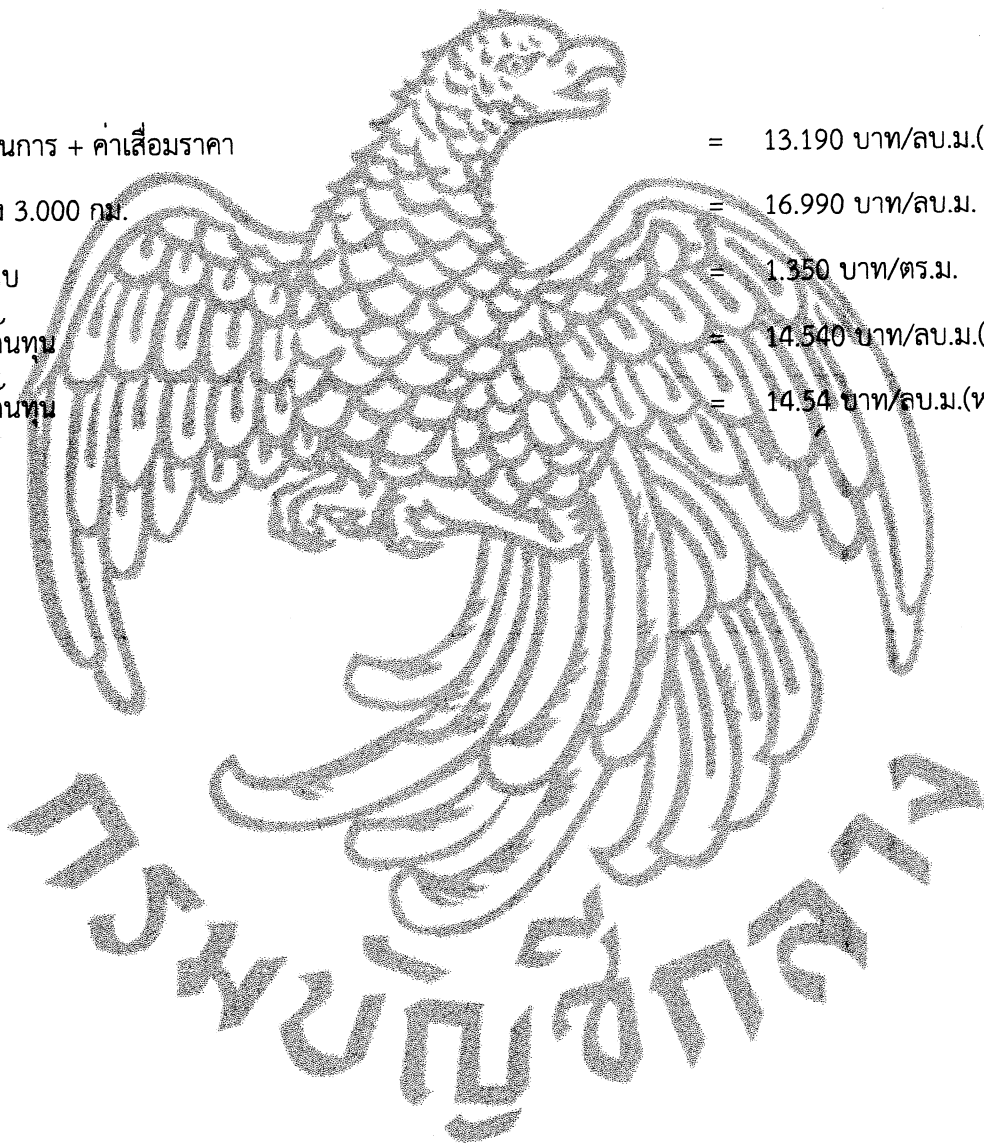 นการ + ค่าเสื่อมราคา = 13.190 บาท/ลบ.ม.(
ง 3.000 กม. = 16.990 บาท/ลบ.ม.
บ = 1.350 บาท/ตร.ม.
้นทุน = 14.540 บาท/ลบ.ม.(
้นทุน = 14.54 บาท/ลบ.ม.(ห
กรมบัญชีกลาง